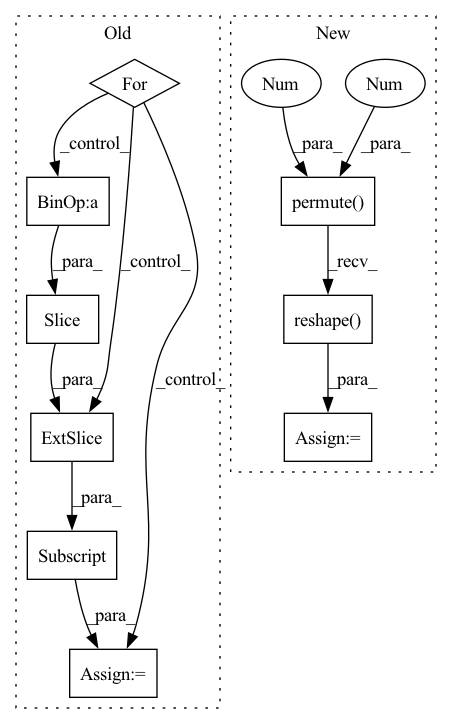 Old
New
For
Num
Num
_control_
_para_
_para_
BinOp:a
permute()
_para_
_control_
_recv_
Slice
reshape()
_para_
_control_
_para_
ExtSlice
Assign:=
_para_
Subscript
_para_
Assign:=